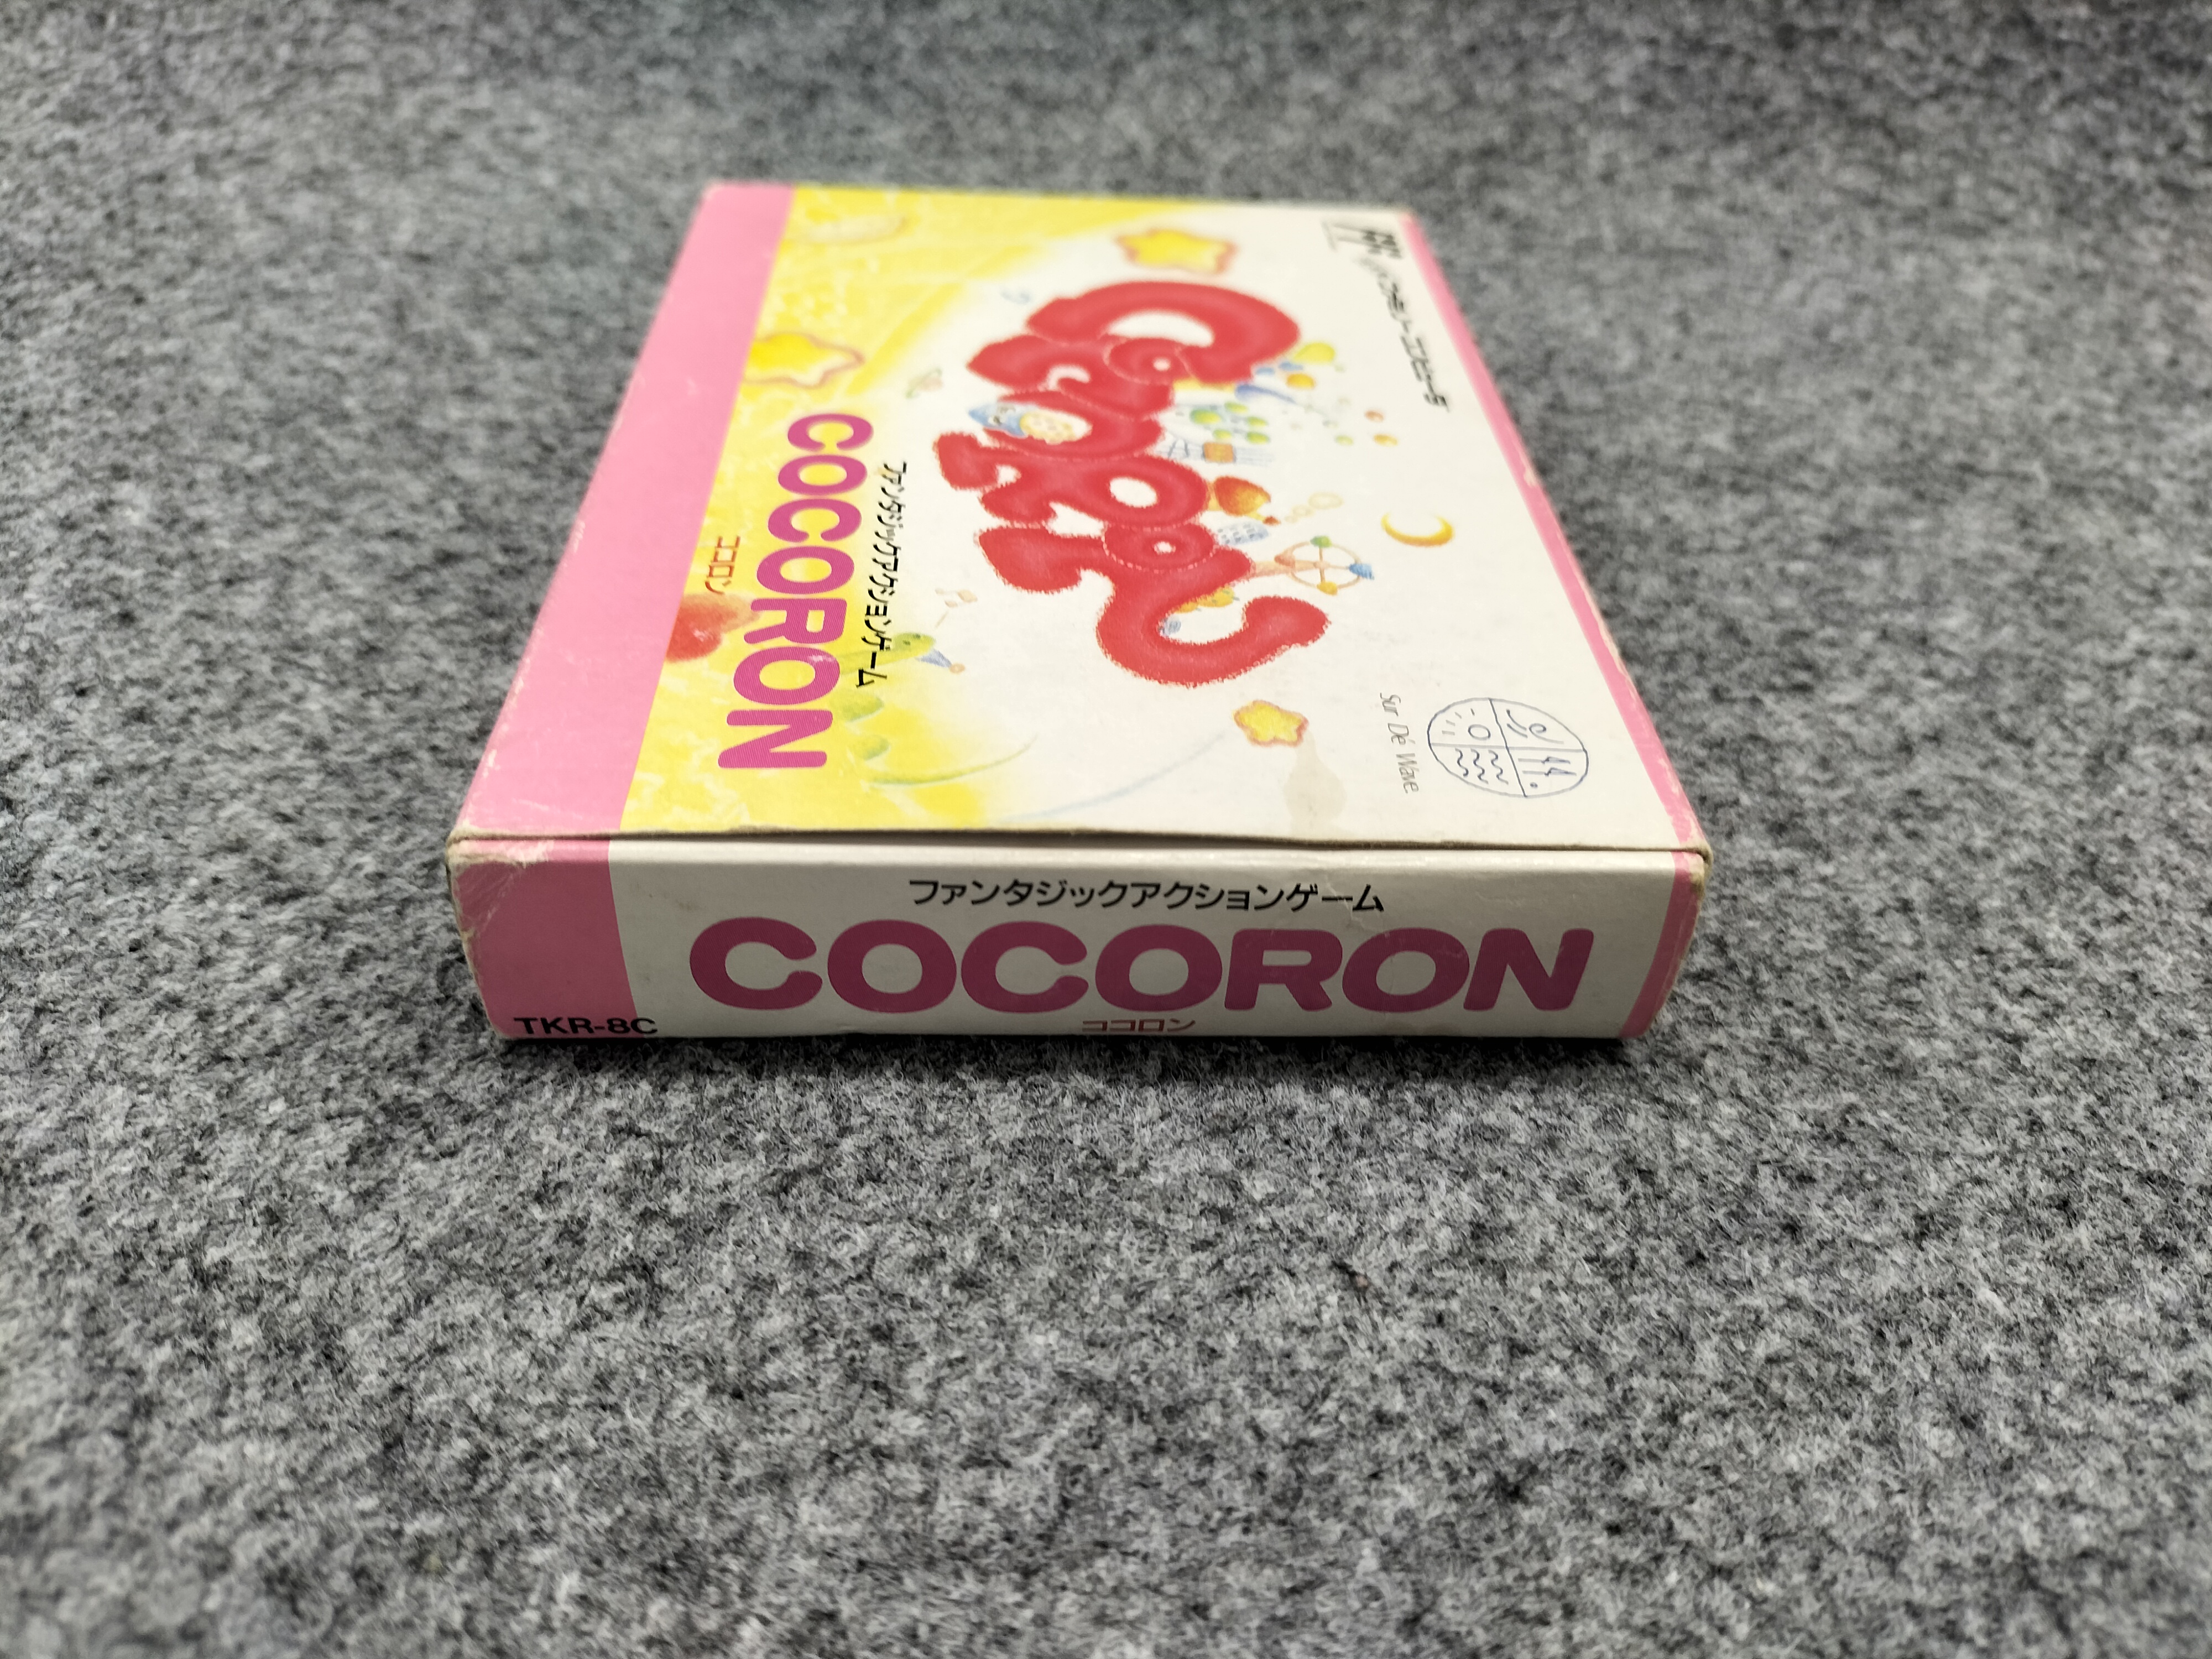 ファミリーコンピュータ
Sur Dé Wave
ファンタジックアクションゲーム
COCORON
ココロン
ファンタジックアクションゲーム
COCORON
ココロン
TKR-8C